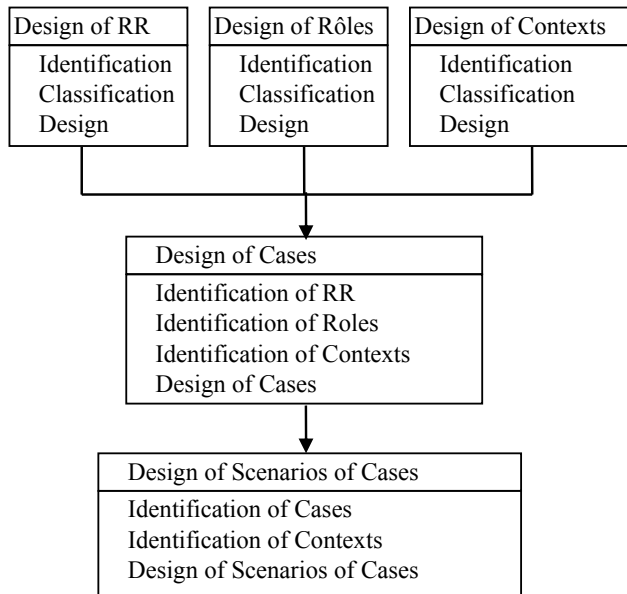 Design of RR
Identification
Classification
Design
Design of Rôles
Identification
Classification
Design
Design of Contexts
Identification
Classification
Design
Design of Cases
Identification of RR
Identification of Roles
Identification of Contexts
Design of Cases
Design of Scenarios of Cases
Identification of Cases
Identification of Contexts
Design of Scenarios of Cases